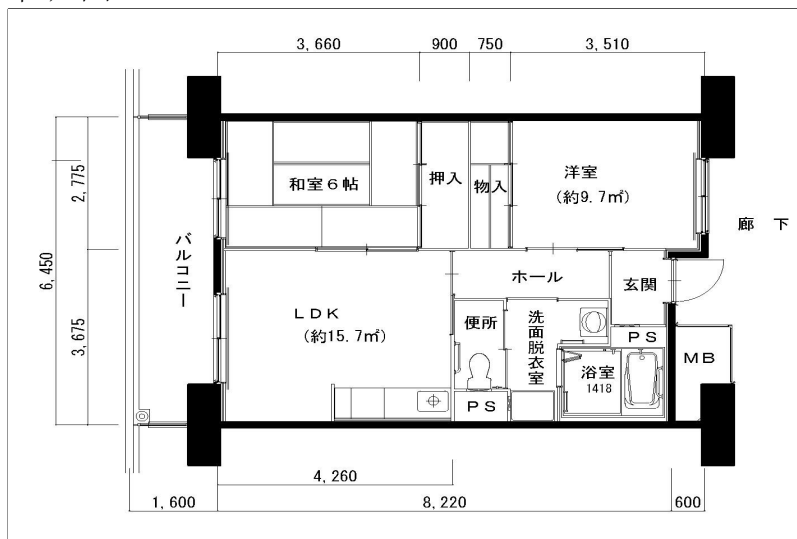 3,660 900 750 3,510
2,775
6,450
3,675
和室6帖
押入
物入
洋室
(約9.7㎡)
廊下
バルコニー
LDK
(約15.7㎡)
ホール
玄関
便所
洗面脱衣室
PS
MB
浴室
1418
PS
4,260
1,600 8,220 600